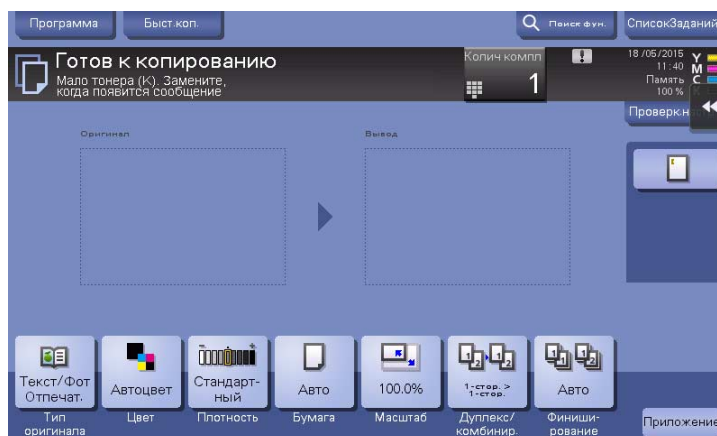 Программа
Быст.коп.
Поиск фун.
СписокЗаданий
Готов к копированию
Мало тонера (K). Замените,
когда появится сообщение
Колич компл
1
18/05/2015
11:40
Память
100 %
Y
M
C
K
Оригинал
Вывод
Текст/Фот
Отпечат.
Автоцвет
Стандарт-
ный
Авто
100.0%
1-стор. >
1-стор.
Авто
Тип
оригинала
Цвет
Плотность
Бумага
Масштаб
Дуплекс/
комбинир.
Финиши-
рование
Приложение